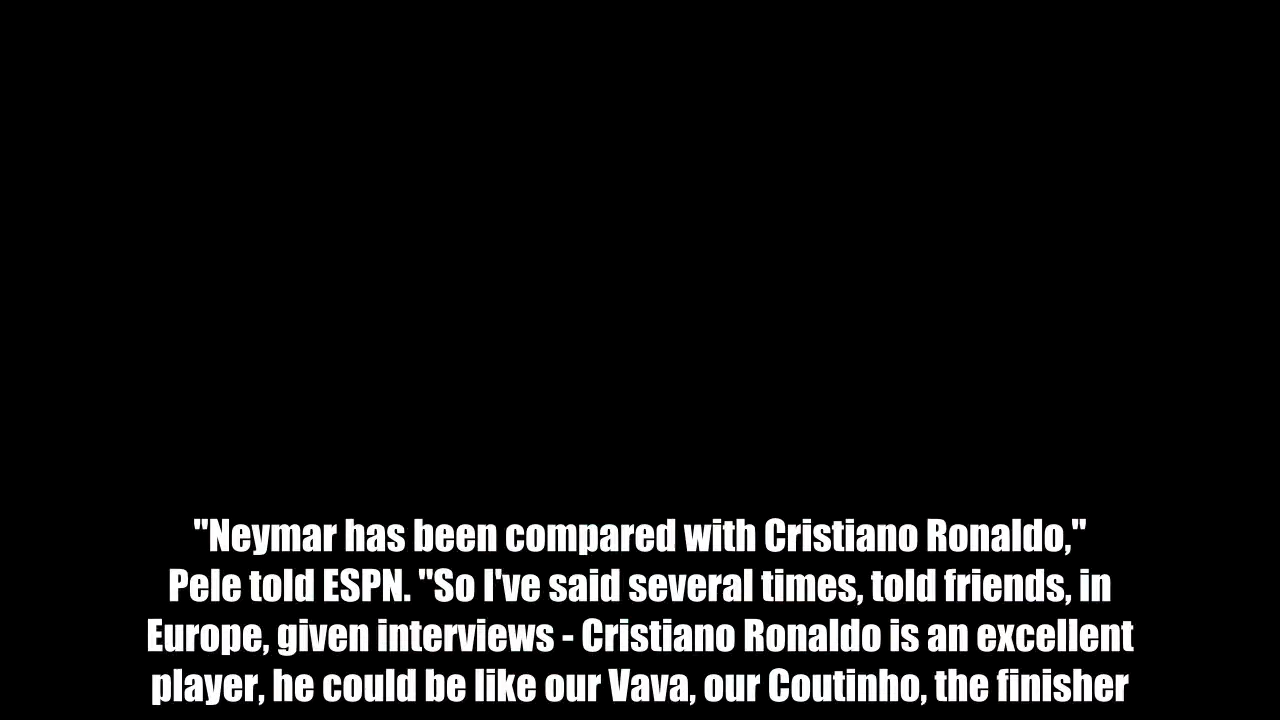 "Neymar has been compared with Cristiano Ronaldo,"
Pele told ESPN. "So I've said several times, told friends, in
Europe, given interviews - Cristiano Ronaldo is an excellent
player, he could be like our Vava, our Coutinho, the finisher